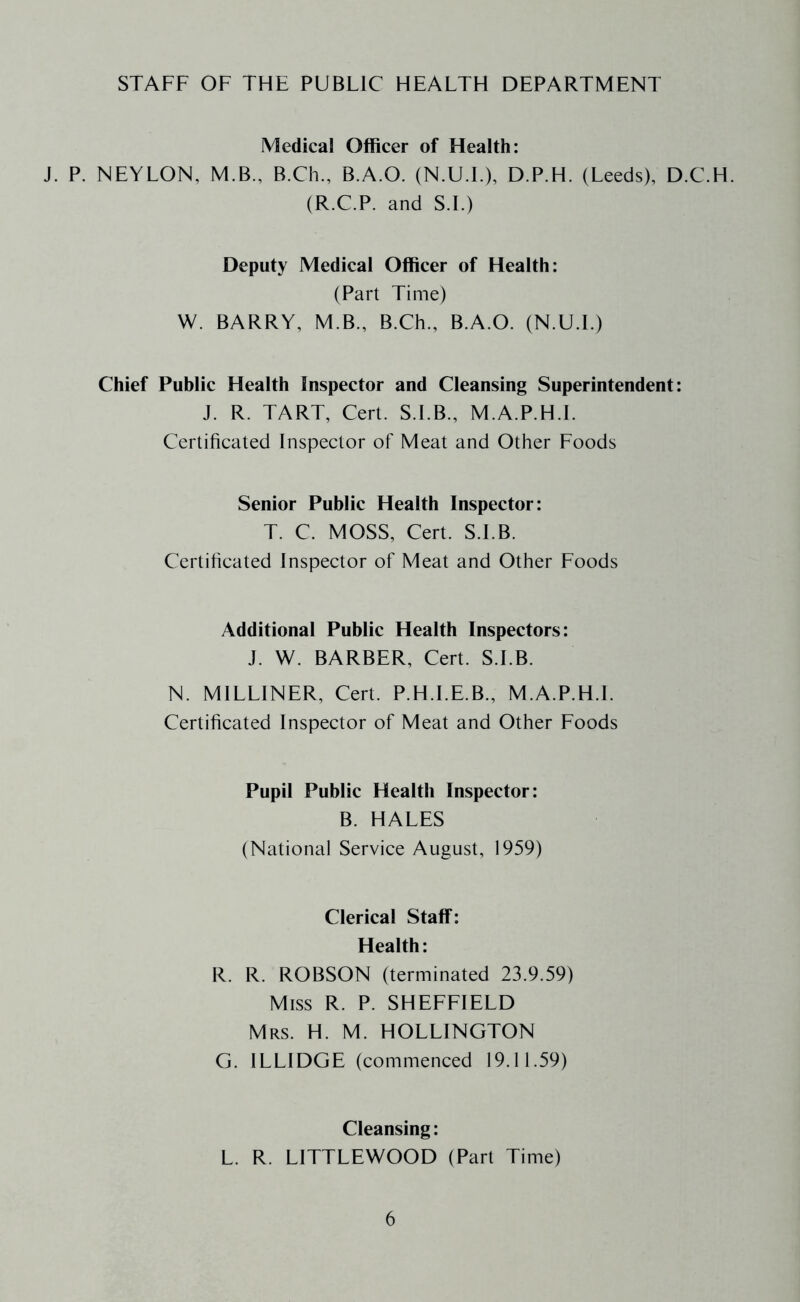 STAFF OF THE PUBLIC HEALTH DEPARTMENT
Medical Officer of Health:
J. P. NEYLON, M.B., B.Ch., B.A.O. (N.U.I.), D.P.H. (Leeds), D.C.H.
(R.C.P. and S.I.)
Deputy Medical Officer of Health:
(Part Time)
W. BARRY, M.B., B.Ch., B.A.O. (N.U.I.)
Chief Public Health Inspector and Cleansing Superintendent:
J. R. TART, Cert. S.I.B., M.A.P.H.I.
Certificated Inspector of Meat and Other Foods
Senior Public Health Inspector:
T. C. MOSS, Cert. S.I.B.
Certificated Inspector of Meat and Other Foods
Additional Public Health Inspectors:
J. W. BARBER, Cert. S.I.B.
N. MILLINER, Cert. P.H.I.E.B., M.A.P.H.I.
Certificated Inspector of Meat and Other Foods
Pupil Public Health Inspector:
B. HALES
(National Service August, 1959)
Clerical Staff:
Health:
R. R. ROBSON (terminated 23.9.59)
Miss R. P. SHEFFIELD
Mrs. H. M. HOLLINGTON
G. ILLIDGE (commenced 19.11.59)
Cleansing:
L. R. LITTLEWOOD (Part Time)
6